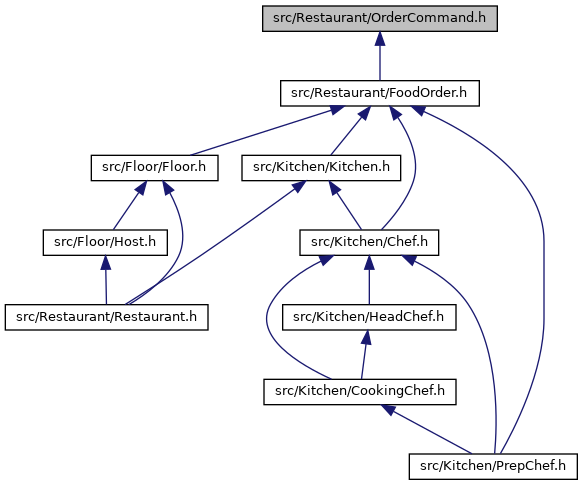 src/Restaurant/OrderCommand.h
src/Restaurant/FoodOrder.h
src/Floor/Floor.h
src/Kitchen/Kitchen.h
src/Floor/Host.h
src/Kitchen/Chef.h
src/Restaurant/Restaurant.h
src/Kitchen/HeadChef.h
src/Kitchen/CookingChef.h
src/Kitchen/PrepChef.h